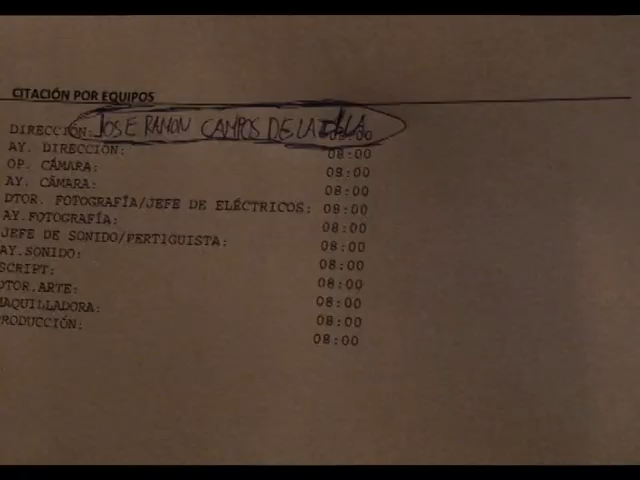 CITACIÓN POR EQUIPOS
DIRECCIÓN: JOSE RAMON CAMPOS DE LA 08:00
AY. DIRECCIÓN: 08:00
OP. CÁMARA: 08:00
AY. CÁMARA: 08:00
DTOR. FOTOGRAFÍA/JEFE DE ELÉCTRICOS: 08:00
AY.FOTOGRAFÍA: 08:00
JEFE DE SONIDO/PERTIGUISTA: 08:00
AY.SONIDO: 08:00
SCRIPT: 08:00
DTOR.ARTE: 08:00
MAQUILLADORA: 08:00
PRODUCCIÓN: 08:00